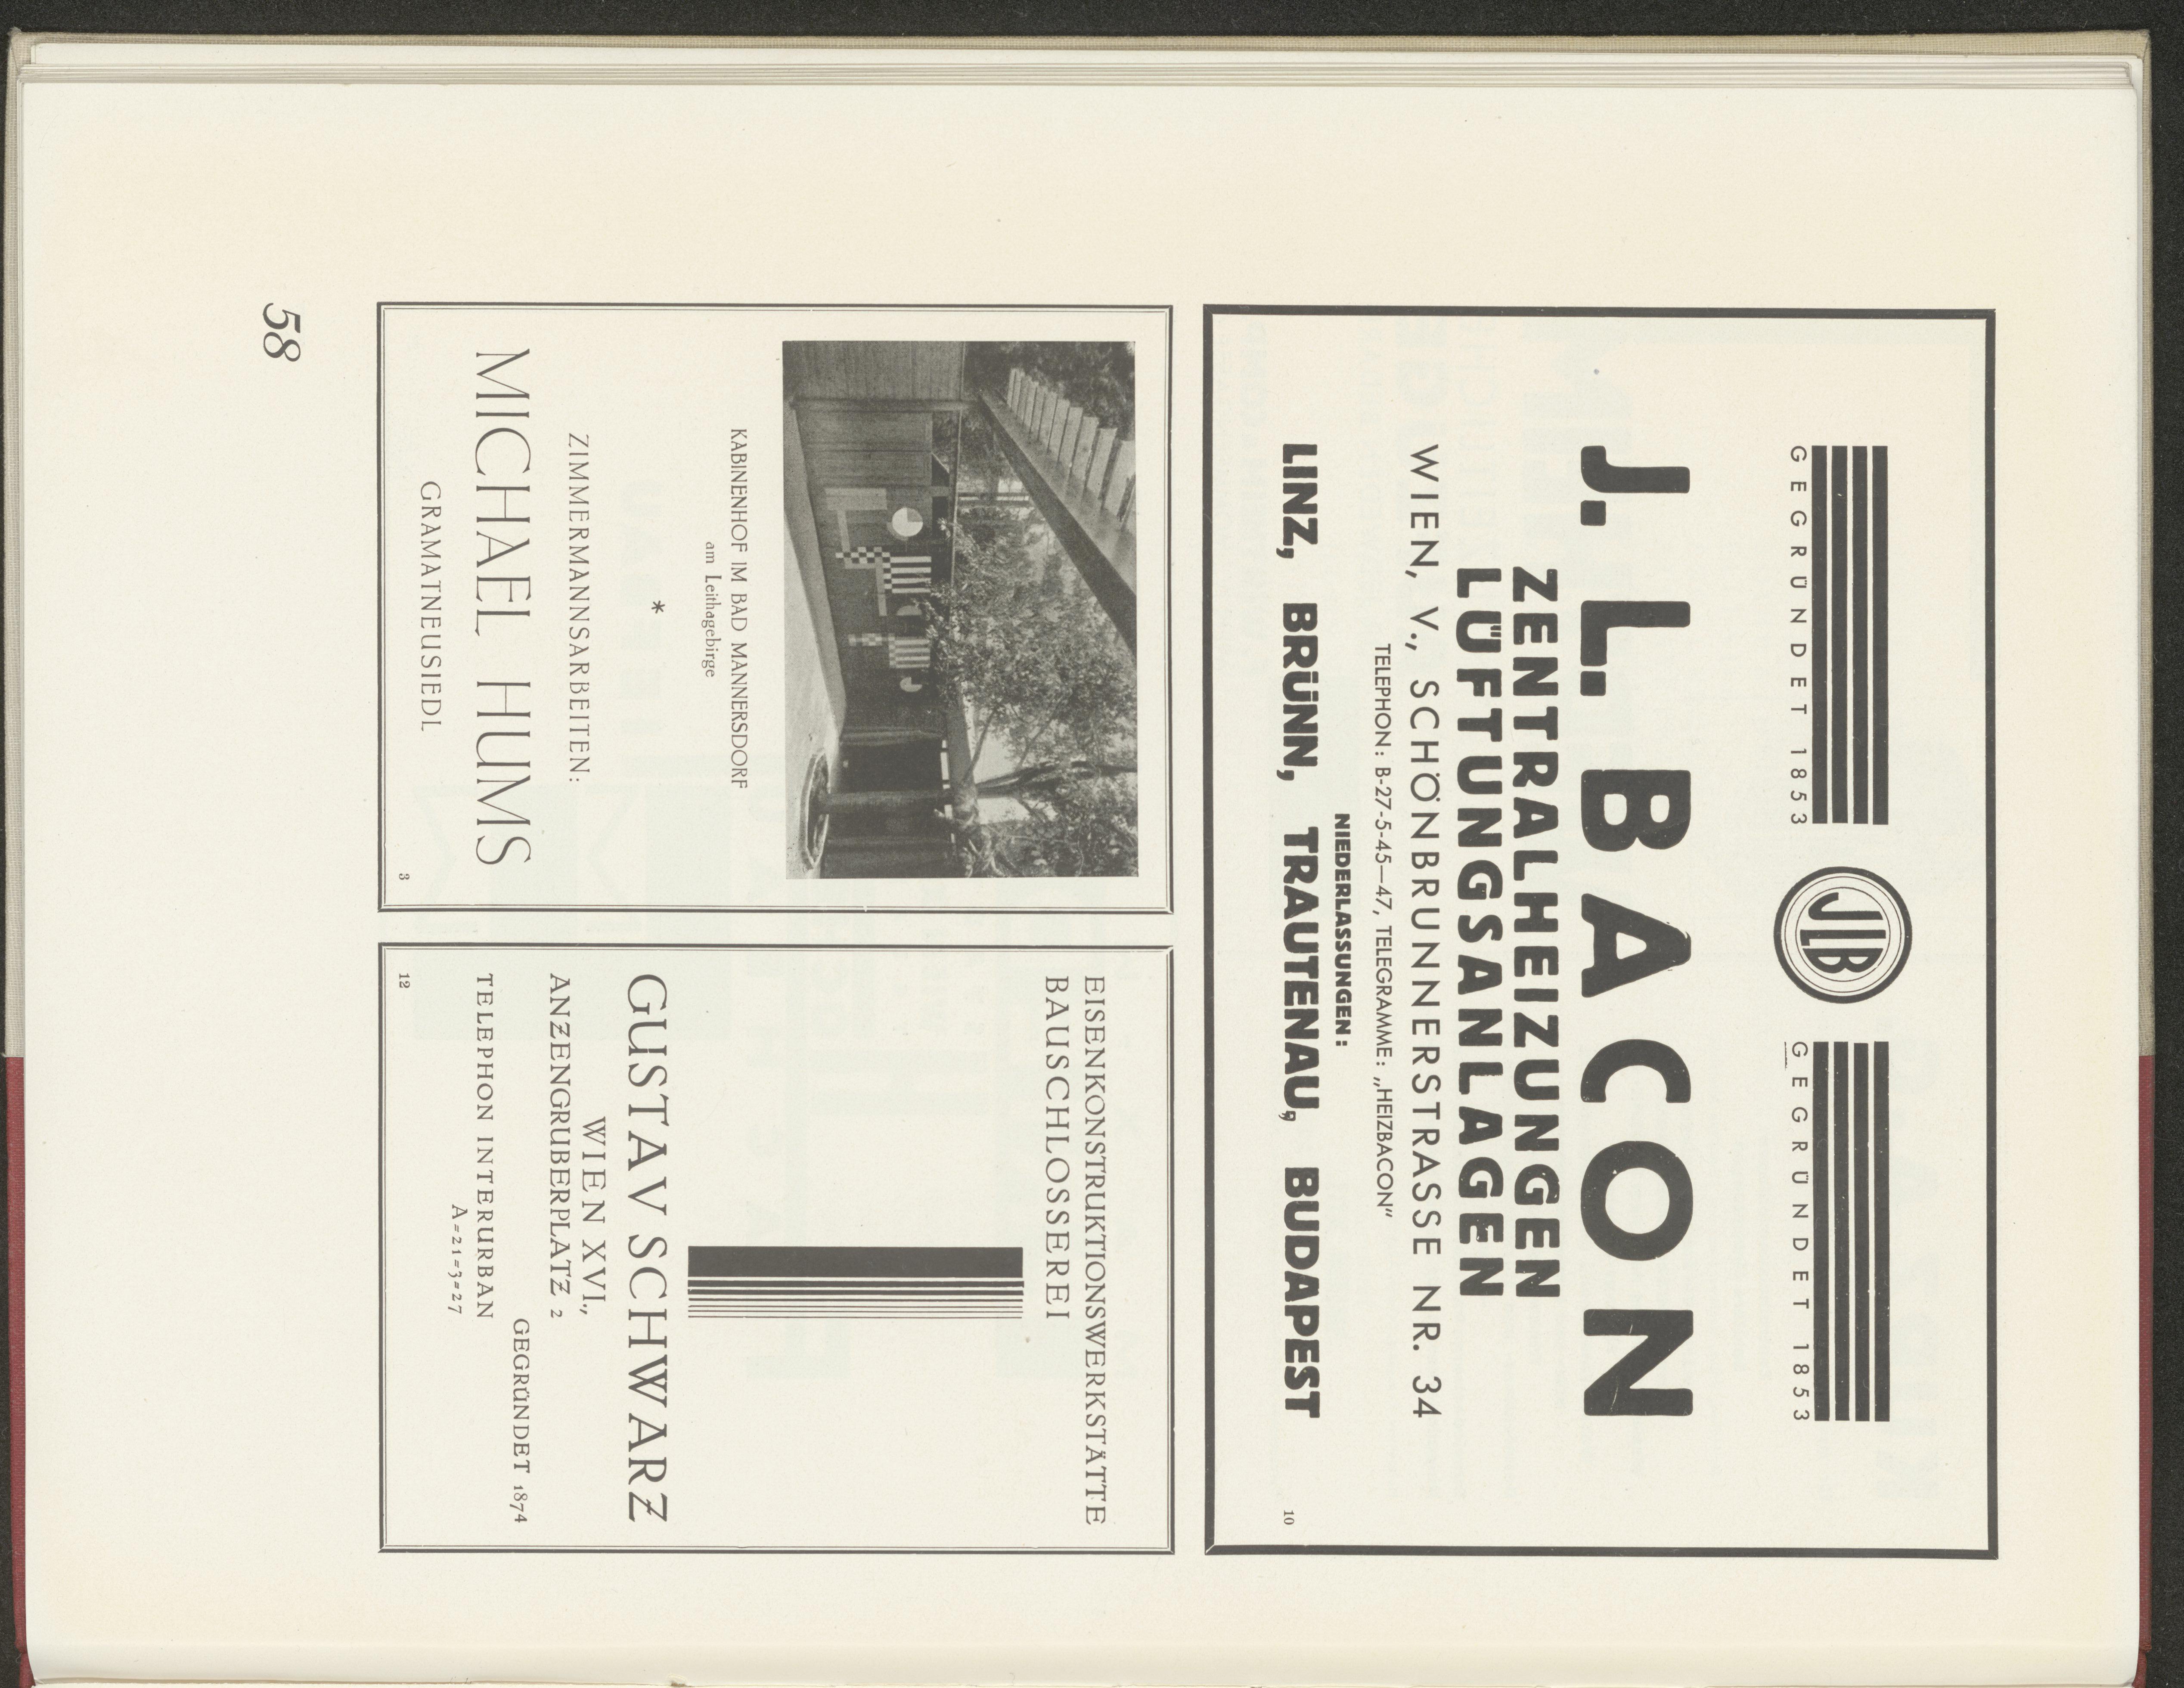 GEGRÜNDET 1853
JLB
GEGRÜNDET 1853
J. L. BACON
ZENTRALHEIZUNGEN
LÜFTUNGSANLAGEN
WIEN, V., SCHÖNBRUNNERSTRASSE NR. 34
TELEPHON: B-27-5-45—47, TELEGRAMME: „HEIZBACON“
NIEDERLASSUNGEN:
LINZ, BRÜNN, TRAUTENAU, BUDAPEST
10
KABINENHOF IM BAD MANNERSDORF
am Leithagebirge
*
ZIMMERMANNSARBEITEN:
MICHAEL HUMS
GRAMATNEUSIEDL
3
EISENKONSTRUKTIONSWERKSTÄTTE
BAUSCHLOSSEREI
GUSTAV SCHWARZ
WIEN XVI.,
ANZENGRUBERPLATZ 2
GEGRÜNDET 1874
TELEPHON INTERURBAN
A=21=3=27
12
58